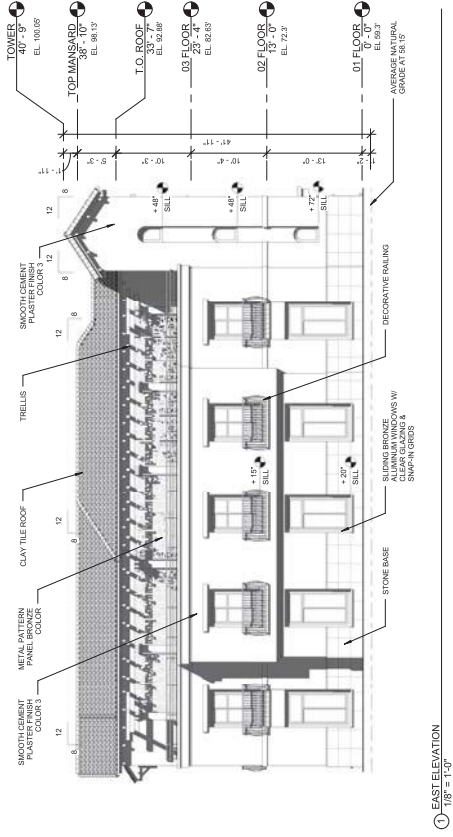 TOWER
40' - 9"
EL. 100.05'
TOP MANSARD
38' - 10"
EL. 98.13'
T.O. ROOF
33' - 7"
EL. 92.88'
03 FLOOR
23' - 4"
EL. 82.63'
02 FLOOR
13' - 0"
EL. 72.3'
01 FLOOR
0' - 0"
EL. 59.3'
AVERAGE NATURAL
GRADE AT 58.15'
1' - 11"
5' - 3"
10' - 3"
10' - 4"
13' - 0"
1' - 2"
41' - 11"
SMOOTH CEMENT
PLASTER FINISH
COLOR 3
TRELLIS
CLAY TILE ROOF
METAL PATTERN
PANEL BRONZE
COLOR
SMOOTH CEMENT
PLASTER FINISH
COLOR 3
12
8
12
8
12
8
12
8
12
8
+ 48"
SILL
+ 48"
SILL
+ 72"
SILL
+ 15"
SILL
+ 20"
SILL
DECORATIVE RAILING
SLIDING BRONZE
ALUMINUM WINDOWS W/
CLEAR GLAZING &
SNAP-IN GRIDS
STONE BASE
1
EAST ELEVATION
1/8" = 1'-0"